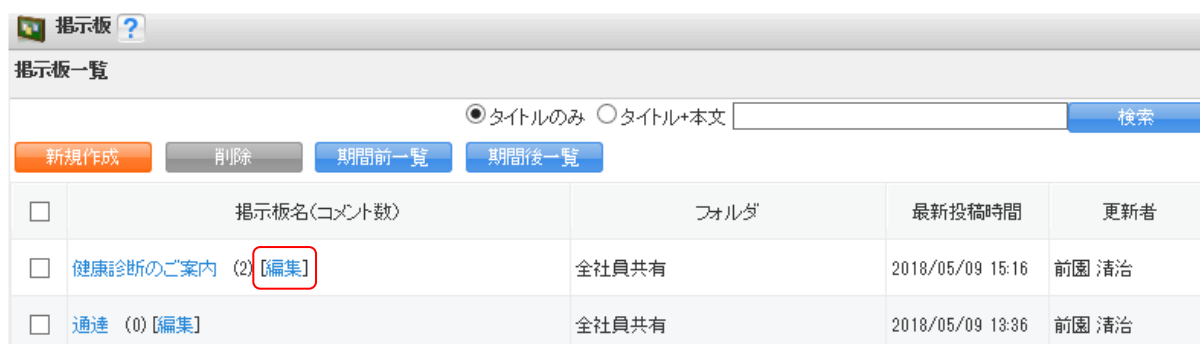 掲示板 ?
掲示板一覧
タイトルのみ タイトル+本文 検索
新規作成 削除 期間前一覧 期間後一覧
掲示板名(コメント数) フォルダ 最新投稿時間 更新者
健康診断のご案内 (2) [編集] 全社員共有 2018/05/09 15:16 前園 清治
通達 (0) [編集] 全社員共有 2018/05/09 13:36 前園 清治